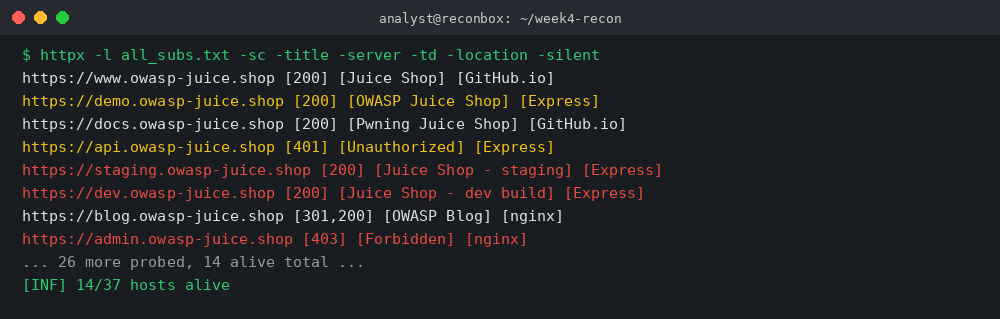 analyst@reconbox: ~/week4-recon
$ httpx -l all_subs.txt -sc -title -server -td -location -silent
https://www.owasp-juice.shop [200] [Juice Shop] [GitHub.io]
https://demo.owasp-juice.shop [200] [OWASP Juice Shop] [Express]
https://docs.owasp-juice.shop [200] [Pwning Juice Shop] [GitHub.io]
https://api.owasp-juice.shop [401] [Unauthorized] [Express]
https://staging.owasp-juice.shop [200] [Juice Shop - staging] [Express]
https://dev.owasp-juice.shop [200] [Juice Shop - dev build] [Express]
https://blog.owasp-juice.shop [301,200] [OWASP Blog] [nginx]
https://admin.owasp-juice.shop [403] [Forbidden] [nginx]
... 26 more probed, 14 alive total ...
[INF] 14/37 hosts alive